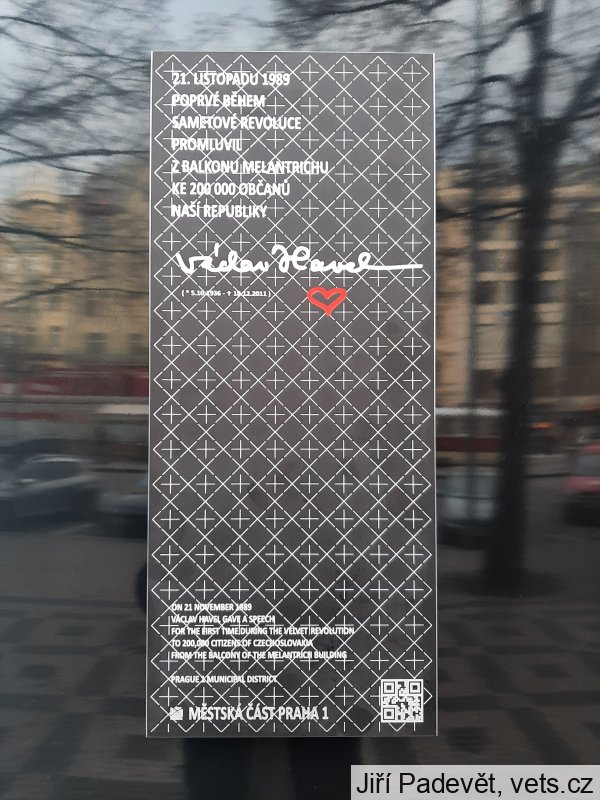 21. LISTOPADU 1989
POPRVÉ BĚHEM
SAMETOVÉ REVOLUCE
PROMLUVIL
Z BALKONU MELANTRICHU
KE 200 000 OBČANŮ
NAŠÍ REPUBLIKY
Václav Havel
( * 5.10.1936 - † 18.12.2011 )
ON 21 NOVEMBER 1989
VÁCLAV HAVEL GAVE A SPEECH
FOR THE FIRST TIME DURING THE VELVET REVOLUTION
TO 200,000 CITIZENS OF CZECHOSLOVAKIA
FROM THE BALCONY OF THE MELANTRICH BUILDING
PRAGUE 1 MUNICIPAL DISTRICT
MĚSTSKÁ ČÁST PRAHA 1
Jiří Padevět, vets.cz